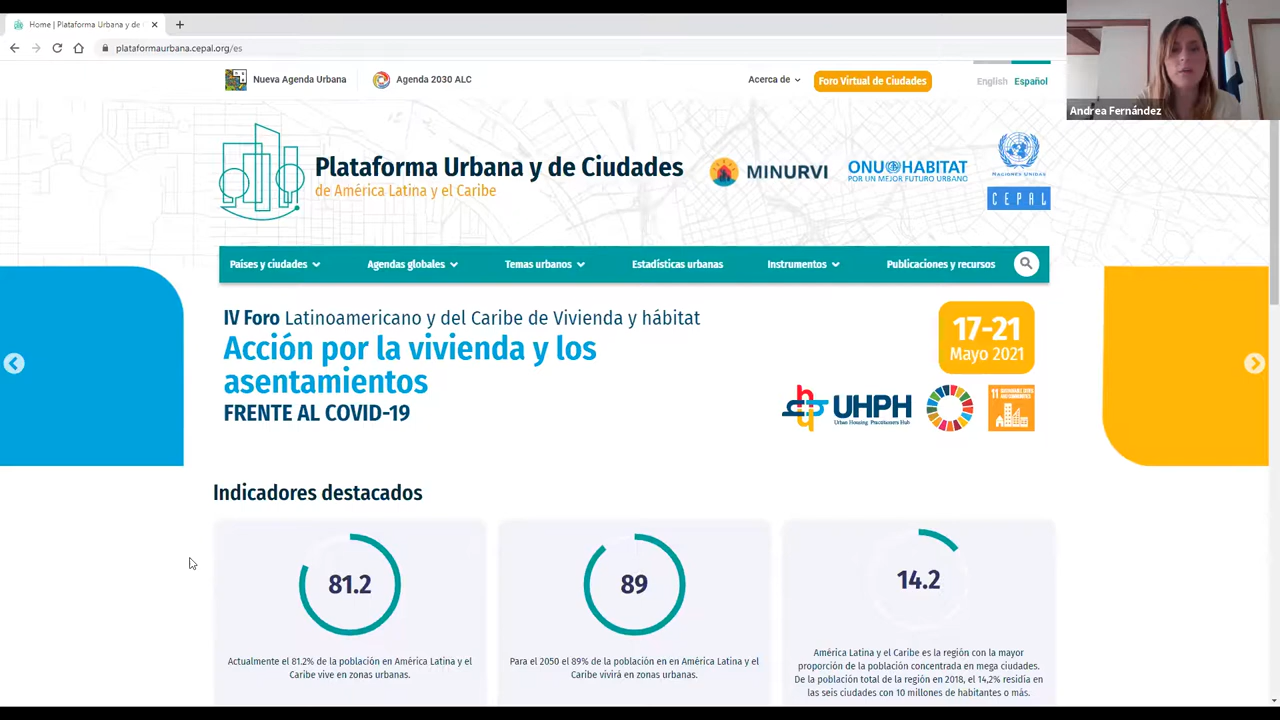 Home | Plataforma Urbana y de
plataformaurbana.cepal.org/es
Andrea Fernández
Nueva Agenda Urbana
Agenda 2030 ALC
Acerca de
Foro Virtual de Ciudades
English
Español
Plataforma Urbana y de Ciudades
de América Latina y el Caribe
MINURVI
ONU HABITAT
POR UN MEJOR FUTURO URBANO
NACIONES UNIDAS
CEPAL
Países y ciudades
Agendas globales
Temas urbanos
Estadísticas urbanas
Instrumentos
Publicaciones y recursos
IV Foro Latinoamericano y del Caribe de Vivienda y hábitat
Acción por la vivienda y los
asentamientos
FRENTE AL COVID-19
17-21
Mayo 2021
UHPH
Urban Housing Practitioners Hub
11
Indicadores destacados
81.2
Actualmente el 81.2% de la población en América Latina y el
Caribe vive en zonas urbanas.
89
Para el 2050 el 89% de la población en en América Latina y el
Caribe vivirá en zonas urbanas.
14.2
América Latina y el Caribe es la región con la mayor
proporción de la población concentrada en mega ciudades.
De la población total de la región en 2018, el 14,2% residía en
las seis ciudades con 10 millones de habitantes o más.